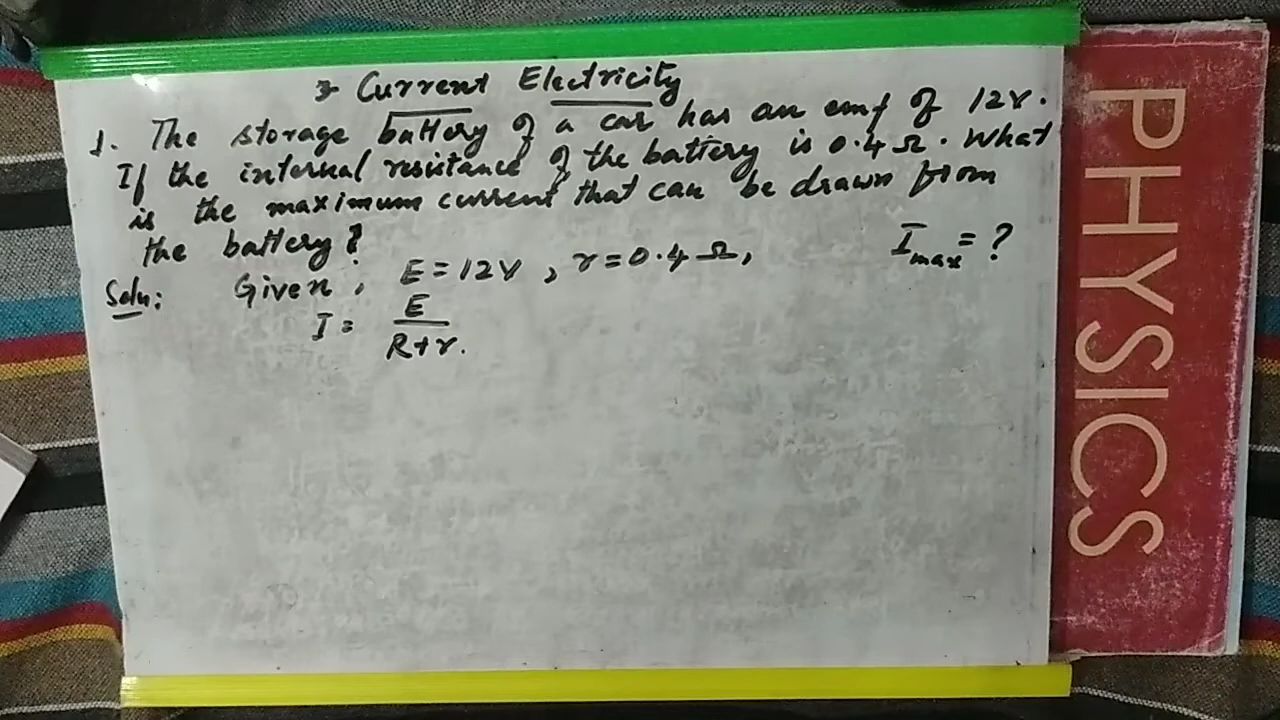 3- Current Electricity
1. The storage battery of a car has an emf of 12V.
If the internal resistance of the battery is 0.4 Ω. What
is the maximum current that can be drawn from
the battery?
Soln: Given: E = 12V, r = 0.4 Ω, I max = ?
I = E
R+r.
PHYSICS